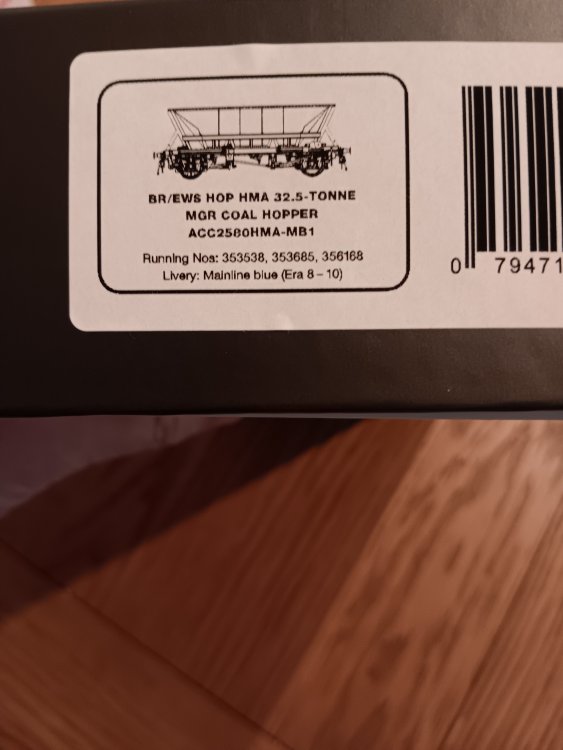 BR/EWS HOP HMA 32.5-TONNE
MGR COAL HOPPER
ACC2580HMA-MB1
Running Nos: 353538, 353685, 356168
Livery: Mainline blue (Era 8 – 10)
0 79471